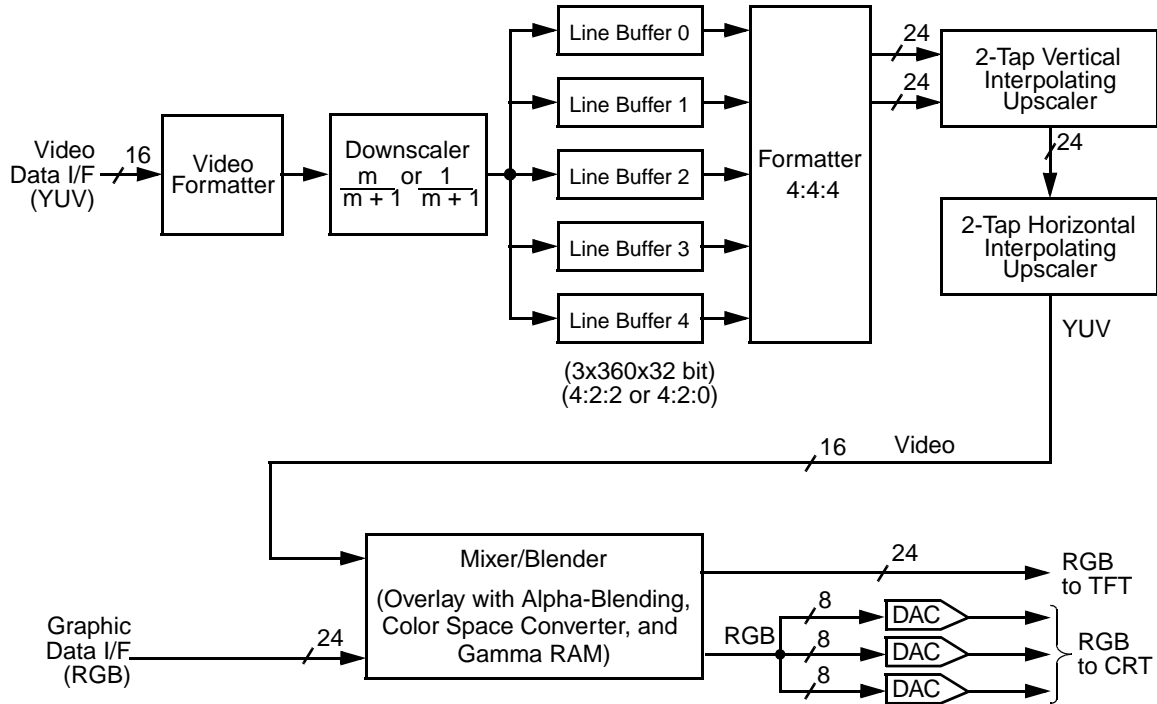 Video
Data I/F
(YUV)
16
Video
Formatter
Downscaler
m
m + 1
or
1
m + 1
Line Buffer 0
Line Buffer 1
Line Buffer 2
Line Buffer 3
Line Buffer 4
(3x360x32 bit)
(4:2:2 or 4:2:0)
Formatter
4:4:4
24
24
2-Tap Vertical
Interpolating
Upscaler
24
2-Tap Horizontal
Interpolating
Upscaler
YUV
16
Video
Mixer/Blender
(Overlay with Alpha-Blending,
Color Space Converter, and
Gamma RAM)
Graphic
Data I/F
(RGB)
24
24
RGB
to TFT
RGB
8
DAC
8
DAC
8
DAC
RGB
to CRT